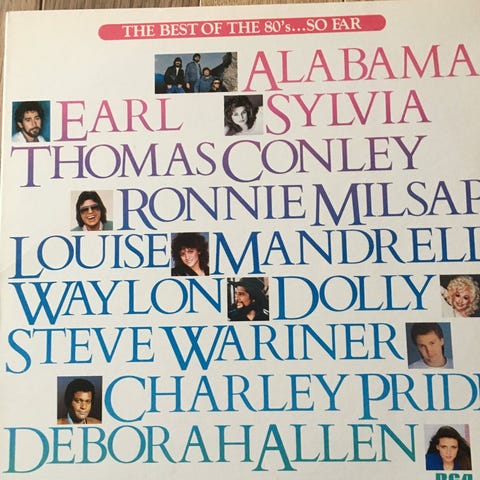 THE BEST OF THE 80's...SO FAR
ALABAMA
EARL SYLVIA
THOMAS CONLEY
RONNIE MILSAP
LOUISE MANDRELL
WAYLON DOLLY
STEVE WARINER
CHARLEY PRID
DEBORAH ALLEN
RCA